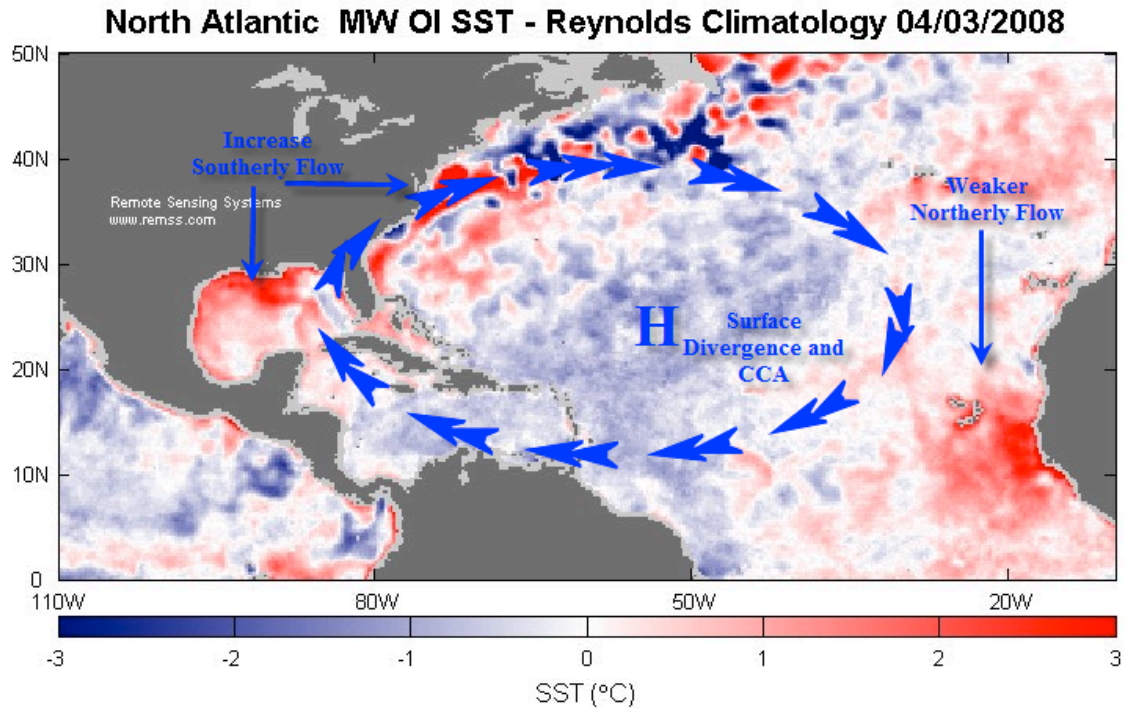 North Atlantic MW OI SST - Reynolds Climatology 04/03/2008
50N
40N
30N
20N
10N
0
Increase
Southerly Flow
Remote Sensing Systems
www.remss.com
Weaker
Northerly Flow
H
Surface
Divergence and
CCA
110W 80W 50W 20W
-3 -2 -1 0 1 2 3
SST (°C)